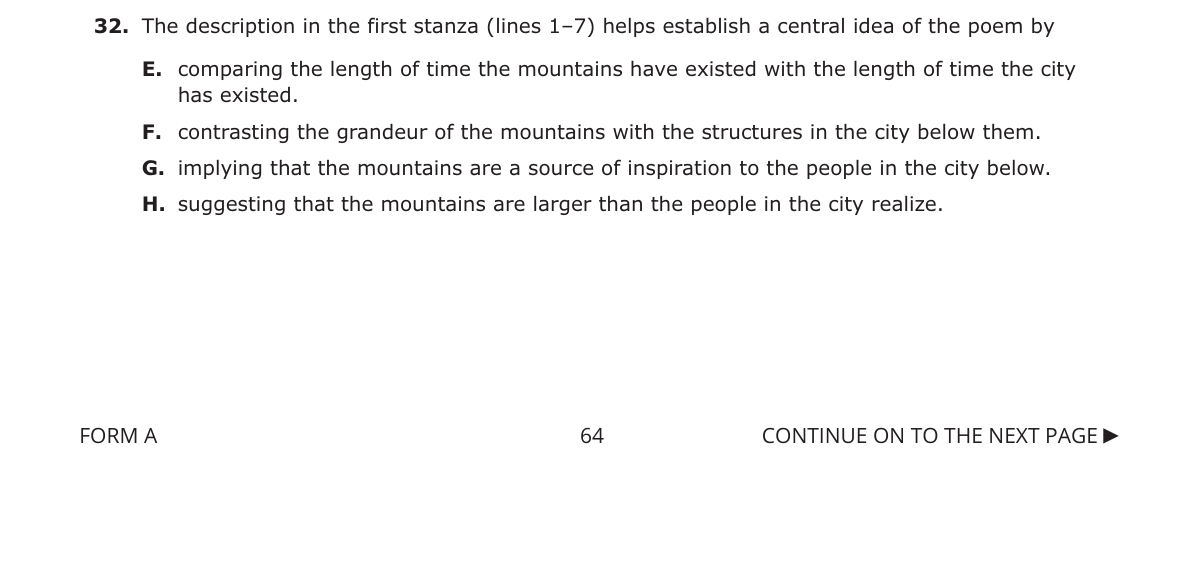 32. The description in the first stanza (lines 1–7) helps establish a central idea of the poem by
E. comparing the length of time the mountains have existed with the length of time the city
has existed.
F. contrasting the grandeur of the mountains with the structures in the city below them.
G. implying that the mountains are a source of inspiration to the people in the city below.
H. suggesting that the mountains are larger than the people in the city realize.
FORM A 64 CONTINUE ON TO THE NEXT PAGE ►